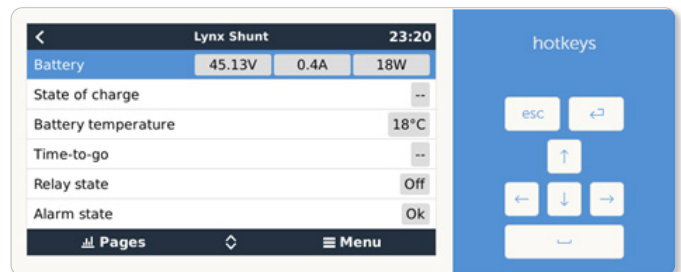 Lynx Shunt 23:20
Battery 45.13V 0.4A 18W
State of charge --
Battery temperature 18°C
Time-to-go --
Relay state Off
Alarm state Ok
Pages Menu
hotkeys
esc